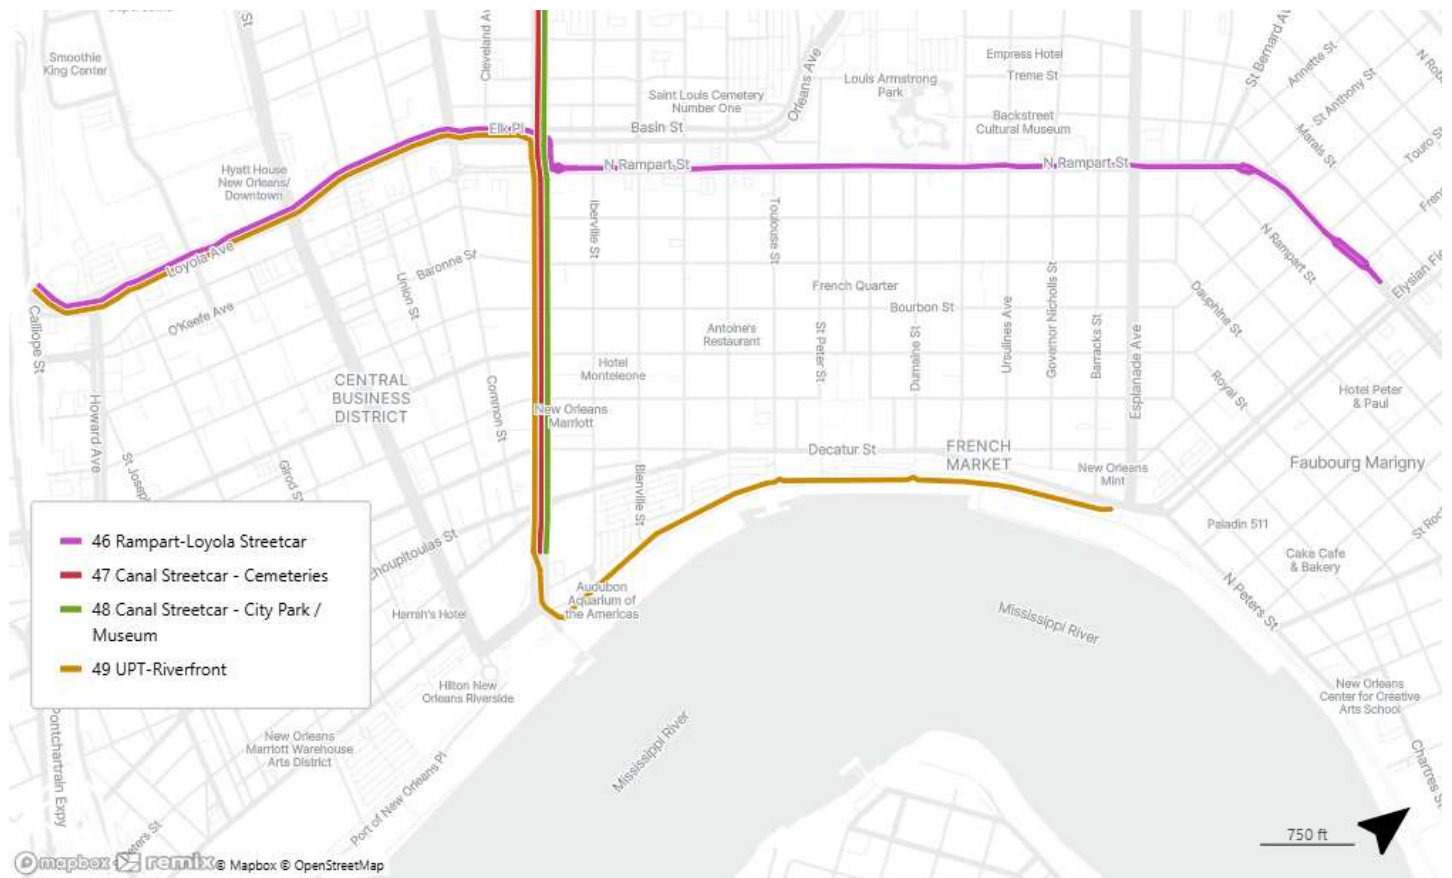 Smoothie
King Center
Cleveland
Empress Hotel
Treme St
St Bernard Av
Annette St
St Anthony St
Marais St
Touro St
Louis Armstrong
Park
Orleans Ave
Saint Louis Cemetery
Number One
Backstreet
Cultural Museum
Elk Pl
Basin St
N Rampart St
N Rampart St
Hyatt House
New Orleans/
Downtown
Loyola Ave
Iberville St
Toulouse St
N Rampart St
Elysian Fie
Baronne St
Union St
O'Keefe Ave
Calliope St
French Quarter
Bourbon St
Antoine's
Restaurant
St Peter St
Dumaine St
Ursulines Ave
Governor Nicholls St
Barracks St
Esplanade Ave
Dauphine St
Royal St
Hotel
Monteleone
CENTRAL
BUSINESS
DISTRICT
Common St
New Orleans
Marriott
Hotel Peter
& Paul
Howard Ave
St Joseph
Girod St
Bienville St
Decatur St
FRENCH
MARKET
New Orleans
Mint
Faubourg Marigny
Paladin 511
Cake Cafe
& Bakery
St Roc
46 Rampart-Loyola Streetcar
47 Canal Streetcar - Cemeteries
48 Canal Streetcar - City Park /
Museum
49 UPT-Riverfront
choupitoulas St
Harrah's Hotel
Audubon
Aquarium of
the Americas
Mississippi River
N Peters St
Hilton New
Orleans Riverside
New Orleans
Center for Creative
Arts School
New Orleans
Marriott Warehouse
Arts District
Mississippi River
Port of New Orleans Pl
Pontchartrain Expy
Peters St
Chartres St
750 ft
mapbox remix © Mapbox © OpenStreetMap